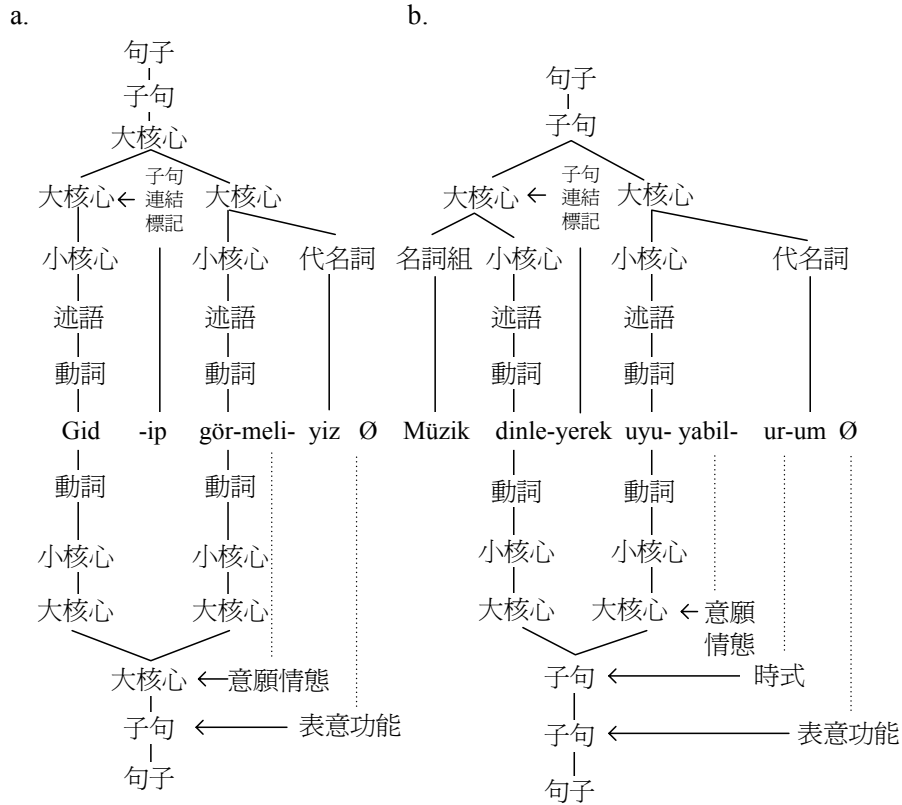 a.
b.
句子
子句
大核心
大核心
子句
連結
標記
大核心
小核心
小核心
代名詞
述語
述語
動詞
動詞
Gid -ip gör-meli- yiz Ø
動詞
動詞
小核心
小核心
大核心
大核心
大核心
意願情態
子句
表意功能
句子
句子
子句
大核心
子句
連結
標記
大核心
名詞組
小核心
小核心
代名詞
述語
述語
動詞
動詞
Müzik dinle-yerek uyu- yabil- ur-um Ø
動詞
動詞
小核心
小核心
大核心
大核心
意願
情態
子句
時式
子句
表意功能
句子